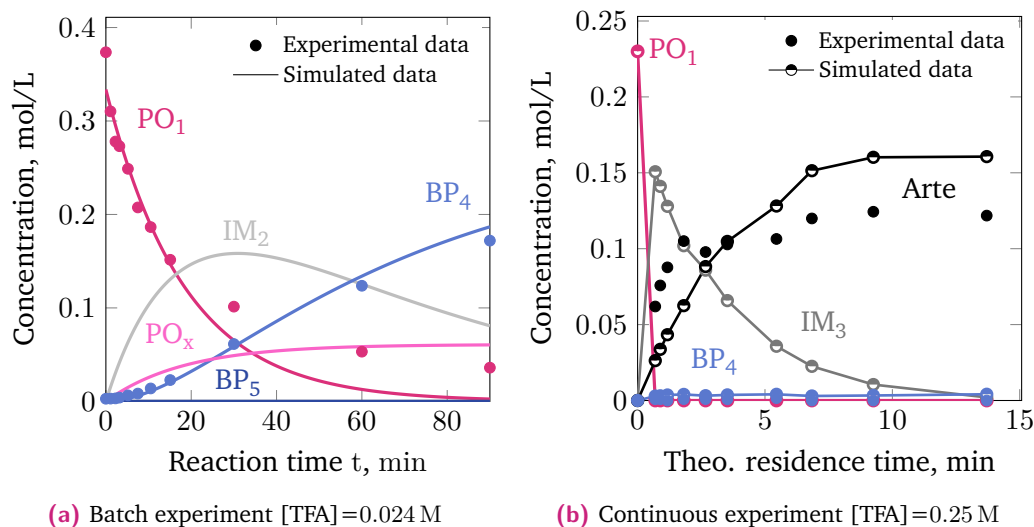 Concentration, mol/L
0.4
0.3
0.2
0.1
0
0
20
40
60
80
Experimental data
Simulated data
PO₁
BP₄
IM₂
POₓ
BP₅
Reaction time t, min
(a) Batch experiment [TFA]=0.024 M
Concentration, mol/L
0.25
0.2
0.15
0.1
0.05
0
0
5
10
15
PO₁
Experimental data
Simulated data
Arte
IM₃
BP₄
Theo. residence time, min
(b) Continuous experiment [TFA]=0.25 M